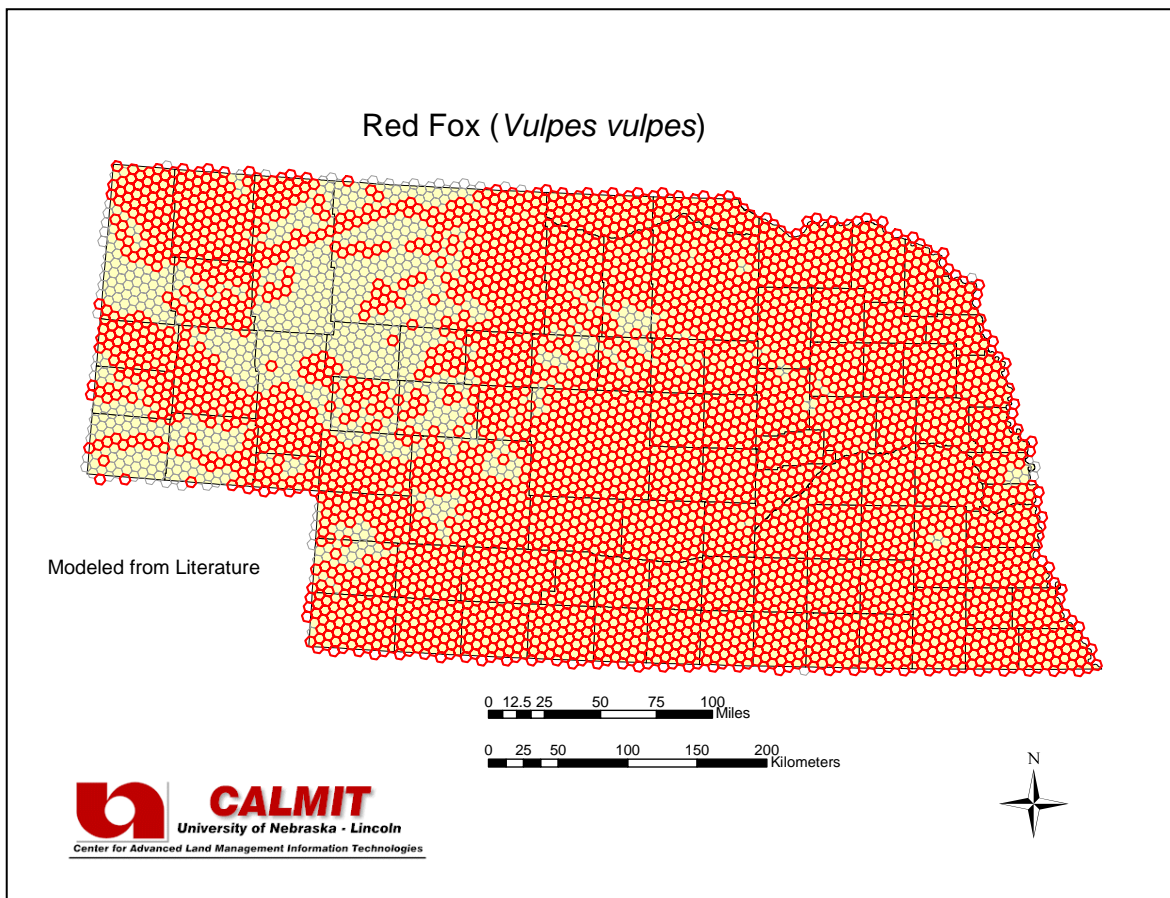 Red Fox (Vulpes vulpes)
Modeled from Literature
0 12.5 25 50 75 100
Miles
0 25 50 100 150 200
Kilometers
N
CALMIT
University of Nebraska - Lincoln
Center for Advanced Land Management Information Technologies